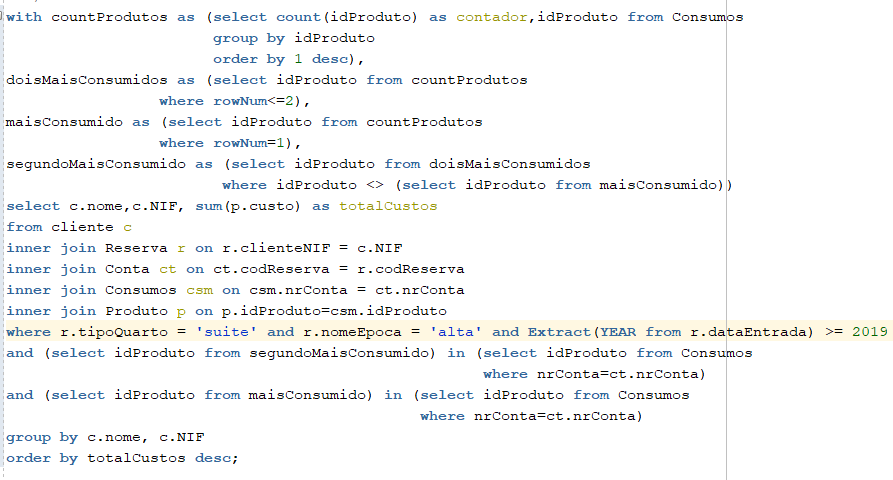 with countProdutos as (select count(idProduto) as contador,idProduto from Consumos
group by idProduto
order by 1 desc),
doisMaisConsumidos as (select idProduto from countProdutos
where rowNum<=2),
maisConsumido as (select idProduto from countProdutos
where rowNum=1),
segundoMaisConsumido as (select idProduto from doisMaisConsumidos
where idProduto <> (select idProduto from maisConsumido))
select c.nome,c.NIF, sum(p.custo) as totalCustos
from cliente c
inner join Reserva r on r.clienteNIF = c.NIF
inner join Conta ct on ct.codReserva = r.codReserva
inner join Consumos csm on csm.nrConta = ct.nrConta
inner join Produto p on p.idProduto=csm.idProduto
where r.tipoQuarto = 'suite' and r.nomeEpoca = 'alta' and Extract(YEAR from r.dataEntrada) >= 2019
and (select idProduto from segundoMaisConsumido) in (select idProduto from Consumos
where nrConta=ct.nrConta)
and (select idProduto from maisConsumido) in (select idProduto from Consumos
where nrConta=ct.nrConta)
group by c.nome, c.NIF
order by totalCustos desc;